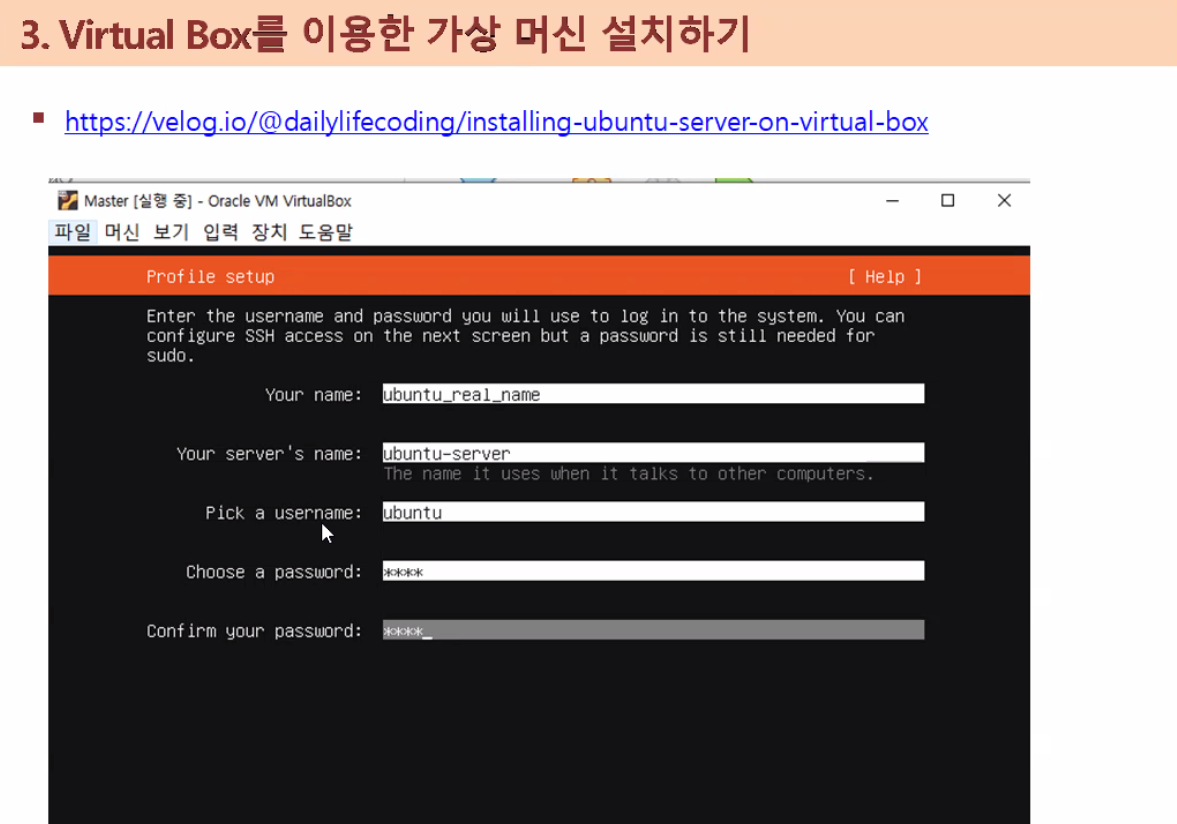 3. Virtual Box를 이용한 가상 머신 설치하기
https://velog.io/@dailylifecoding/installing-ubuntu-server-on-virtual-box
Master [실행 중] - Oracle VM VirtualBox
파일 머신 보기 입력 장치 도움말
Profile setup [ Help ]
Enter the username and password you will use to log in to the system. You can
configure SSH access on the next screen but a password is still needed for
sudo.
Your name: ubuntu_real_name
Your server's name: ubuntu-server
The name it uses when it talks to other computers.
Pick a username: ubuntu
Choose a password: ****
Confirm your password: ****_